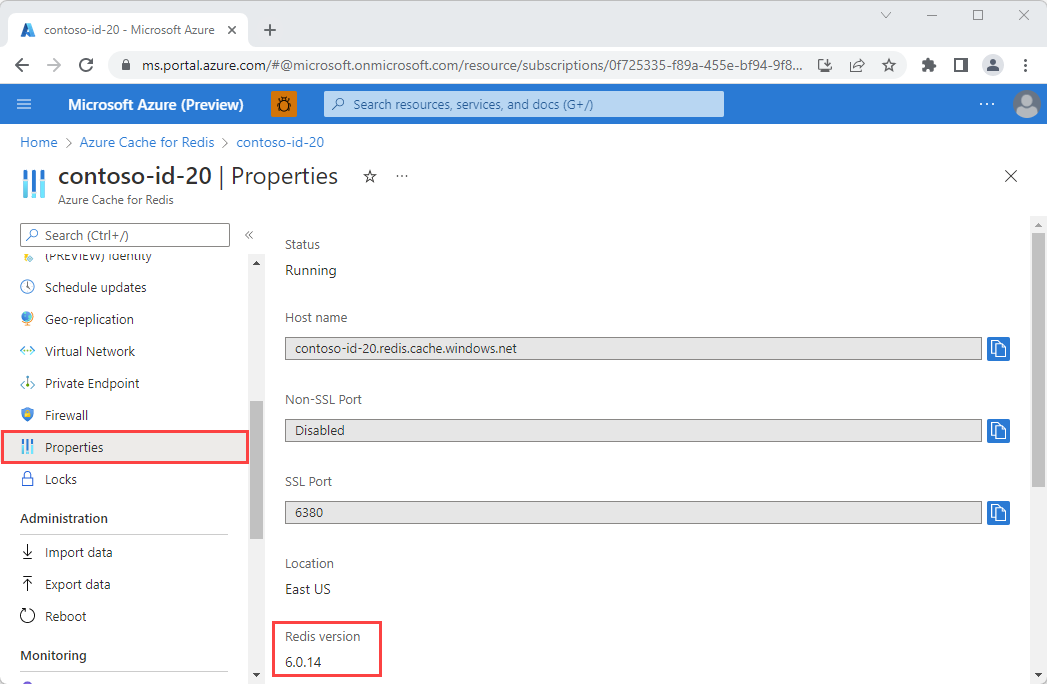 contoso-id-20 - Microsoft Azure
ms.portal.azure.com/#@microsoft.onmicrosoft.com/resource/subscriptions/0f725335-f89a-455e-bf94-9f8...
Microsoft Azure (Preview)
Search resources, services, and docs (G+/)
Home > Azure Cache for Redis > contoso-id-20
contoso-id-20 | Properties
Azure Cache for Redis
Search (Ctrl+/)
(PREVIEW) Identity
Schedule updates
Geo-replication
Virtual Network
Private Endpoint
Firewall
Properties
Locks
Administration
Import data
Export data
Reboot
Monitoring
Status
Running
Host name
contoso-id-20.redis.cache.windows.net
Non-SSL Port
Disabled
SSL Port
6380
Location
East US
Redis version
6.0.14